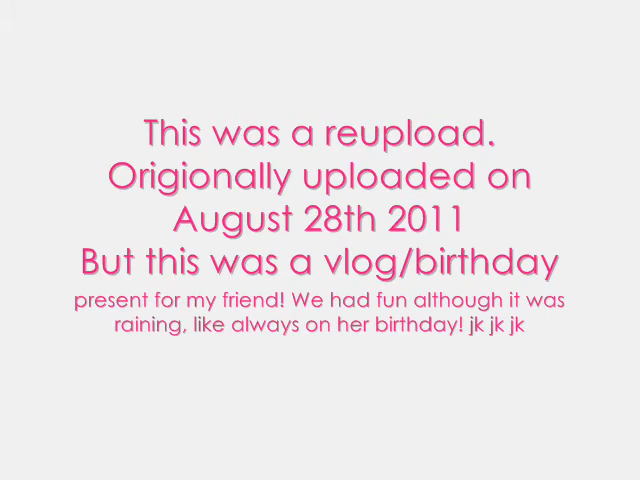 This was a reupload.
Origionally uploaded on
August 28th 2011
But this was a vlog/birthday
present for my friend! We had fun although it was
raining, like always on her birthday! jk jk jk